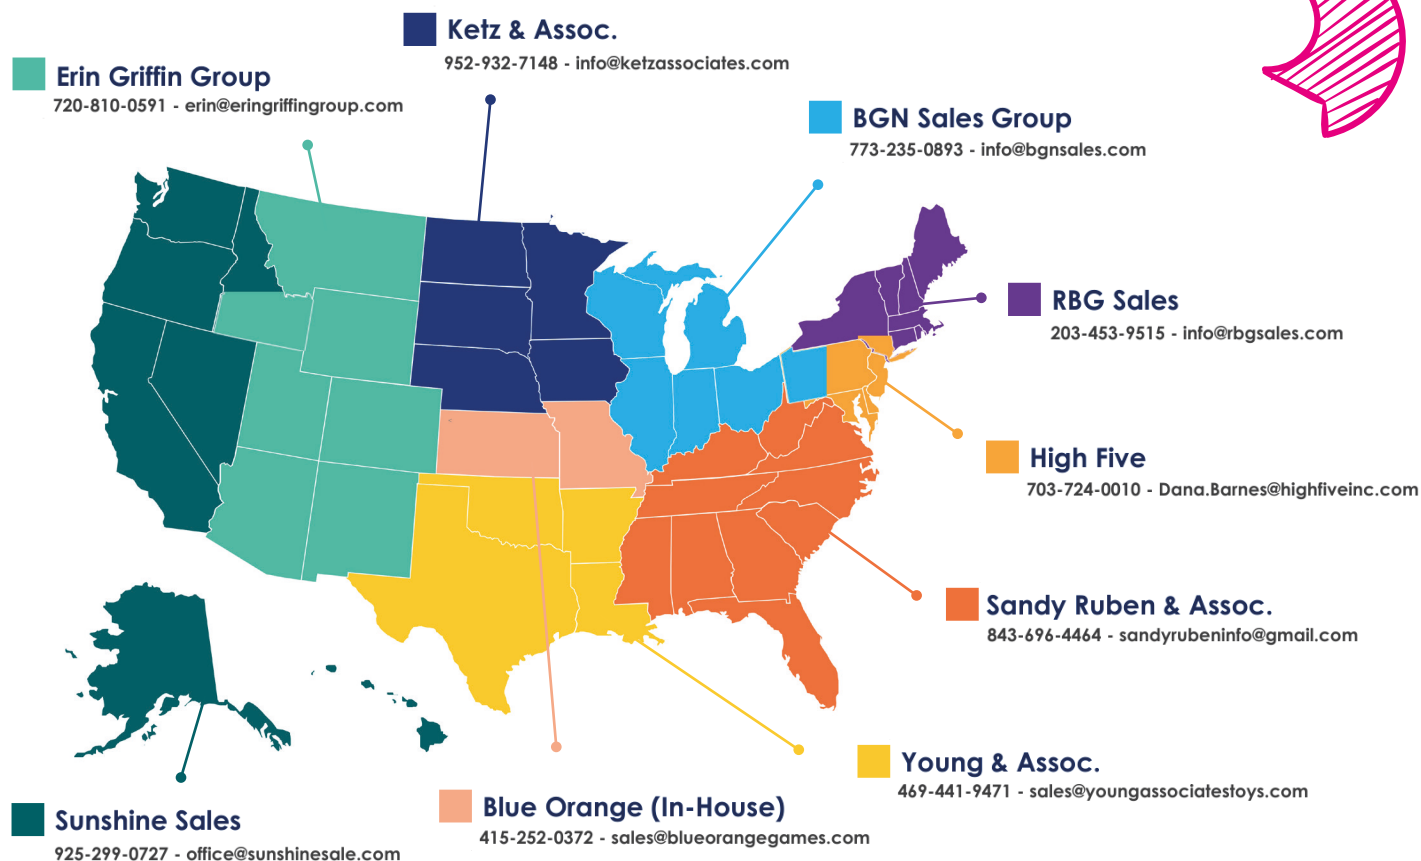 Ketz & Assoc.
952-932-7148 - info@ketzassociates.com
Erin Griffin Group
720-810-0591 - erin@eringriffingroup.com
BGN Sales Group
773-235-0893 - info@bgnsales.com
RBG Sales
203-453-9515 - info@rbgsales.com
High Five
703-724-0010 - Dana.Barnes@highfiveinc.com
Sandy Ruben & Assoc.
843-696-4464 - sandyrubeninfo@gmail.com
Young & Assoc.
469-441-9471 - sales@youngassociatestoys.com
Blue Orange (In-House)
415-252-0372 - sales@blueorangegames.com
Sunshine Sales
925-299-0727 - office@sunshinesale.com